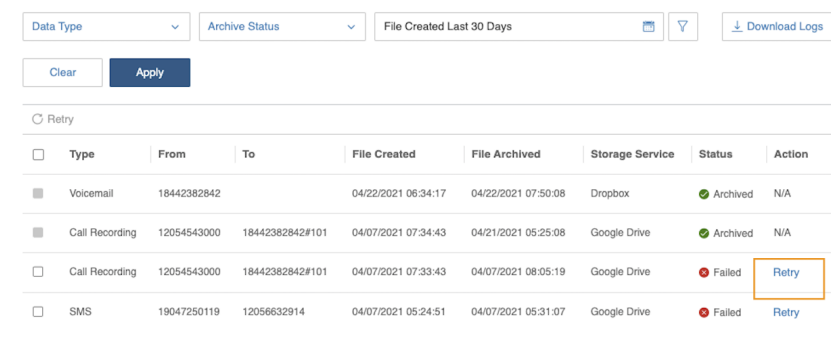 Data Type Archive Status File Created Last 30 Days Download Logs
Clear Apply
Retry
Type From To File Created File Archived Storage Service Status Action
Voicemail 18442382842 04/22/2021 06:34:17 04/22/2021 07:50:08 Dropbox Archived N/A
Call Recording 12054543000 18442382842#101 04/07/2021 07:34:43 04/21/2021 05:25:08 Google Drive Archived N/A
Call Recording 12054543000 18442382842#101 04/07/2021 07:33:43 04/07/2021 08:05:19 Google Drive Failed Retry
SMS 19047250119 12056632914 04/07/2021 05:24:51 04/07/2021 05:31:07 Google Drive Failed Retry